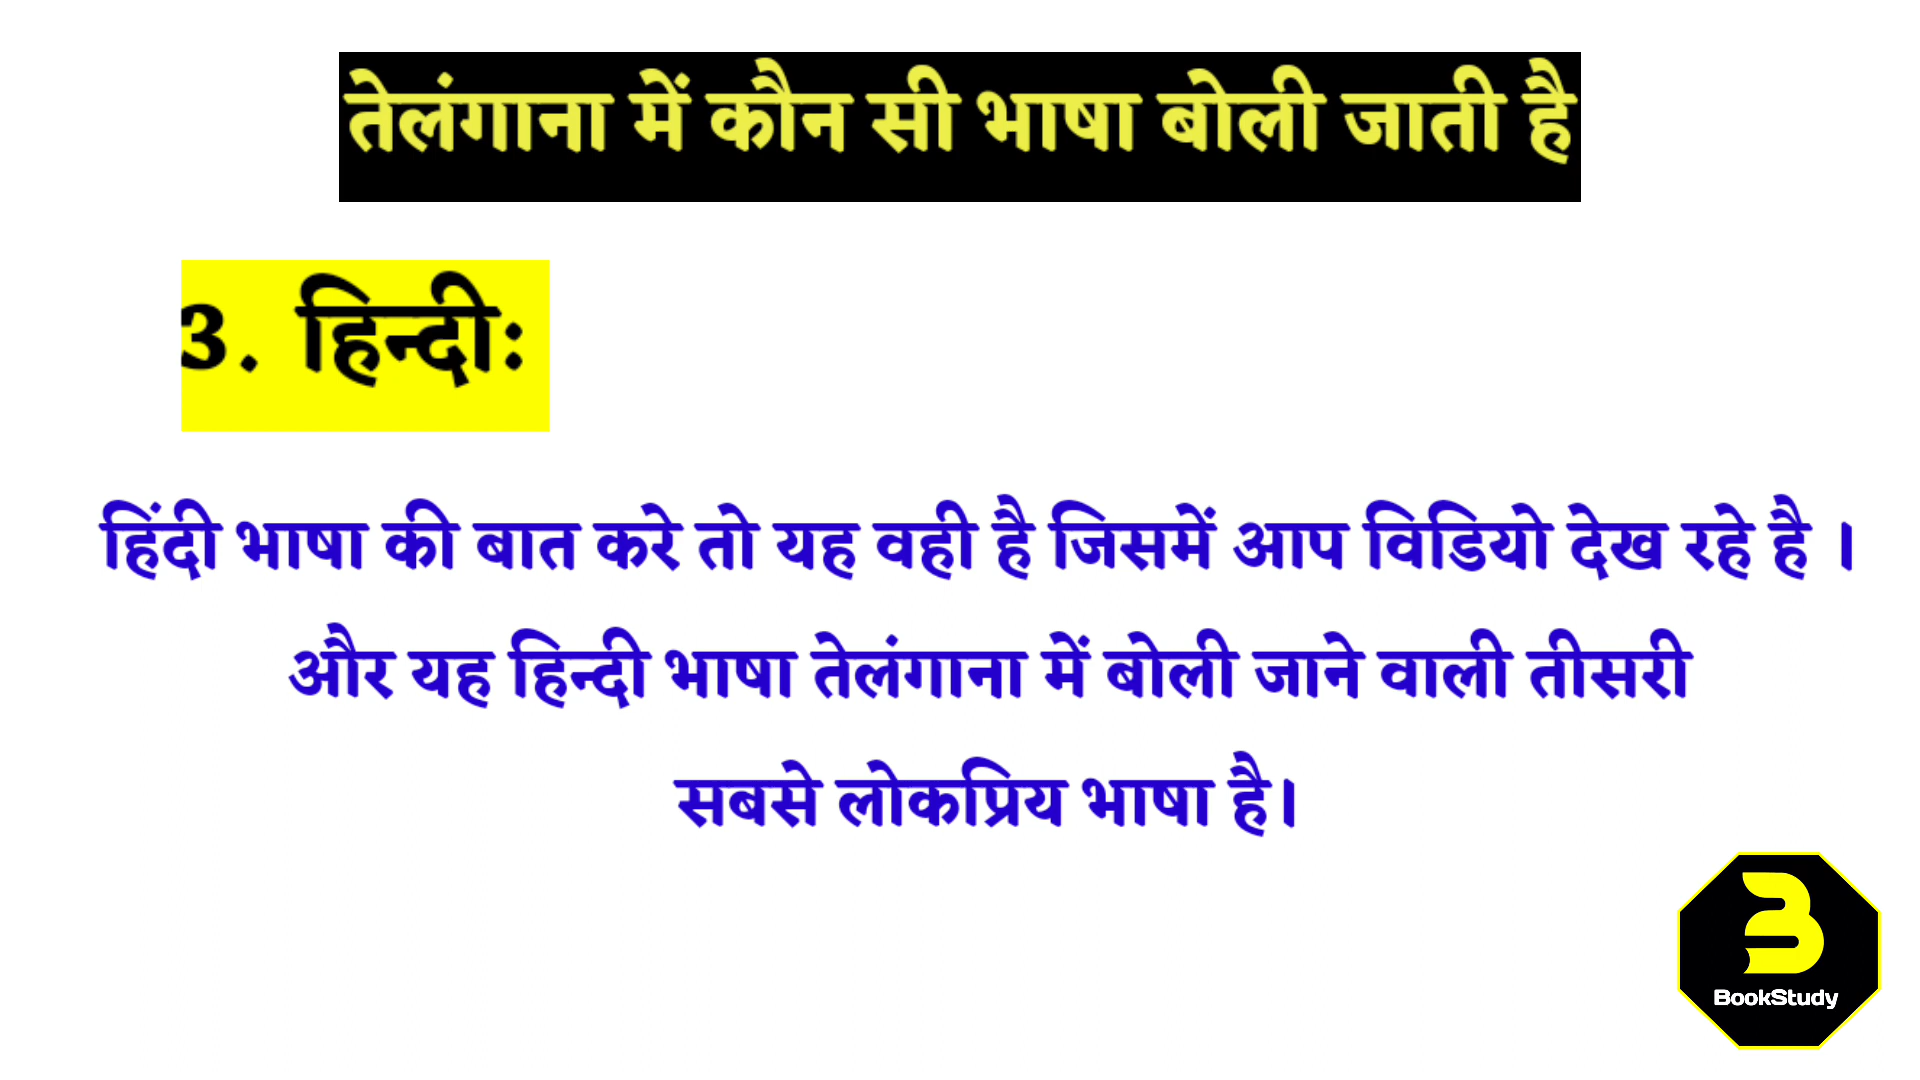 तेलंगाना में कौन सी भाषा बोली जाती है
3. हिन्दीः
हिंदी भाषा की बात करे तो यह वही है जिसमें आप विडियो देख रहे है ।
और यह हिन्दी भाषा तेलंगाना में बोली जाने वाली तीसरी
सबसे लोकप्रिय भाषा है।
BookStudy